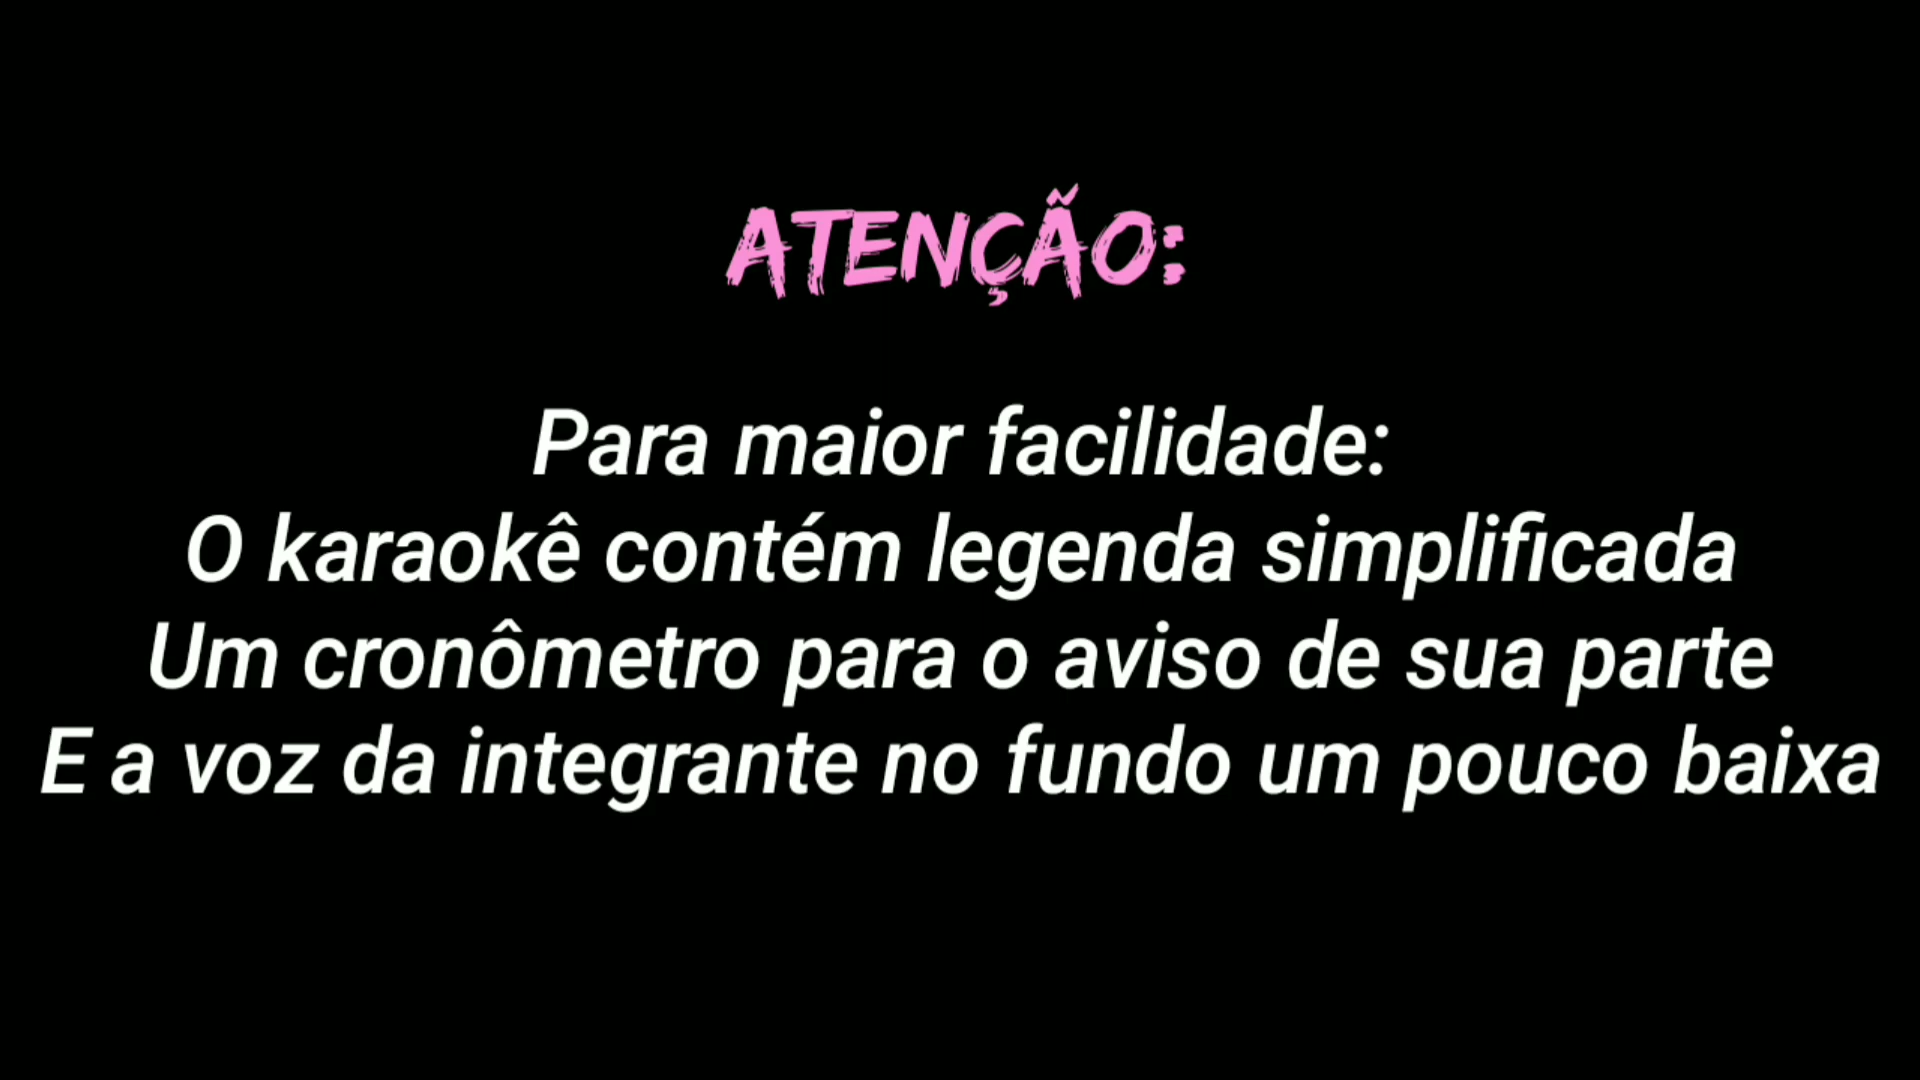 ATENÇÃO:
Para maior facilidade:
O karaokê contém legenda simplificada
Um cronômetro para o aviso de sua parte
E a voz da integrante no fundo um pouco baixa